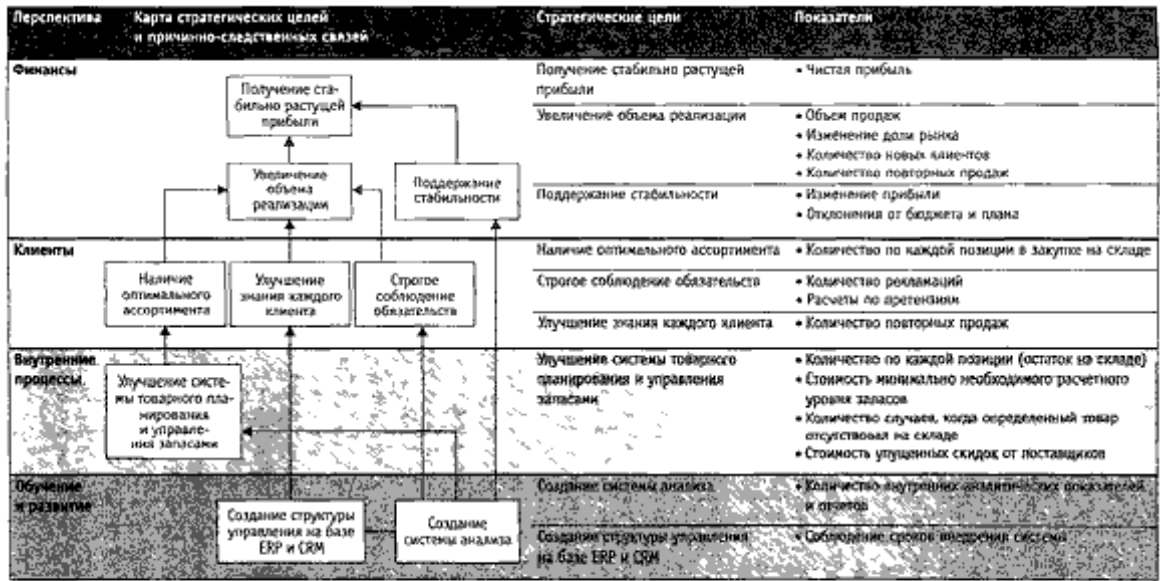 Перспектива
Карта стратегических целей
и причинно-следственных связей
Стратегические цели
Показатели
Финансы
Получение ста-
бильно растущей
прибыли
Увеличение
объема
реализации
Поддержание
стабильности
Получение стабильно растущей
прибыли
• Чистая прибыль
Увеличение объема реализации
• Объем продаж
• Изменение доли рынка
• Количество новых клиентов
• Количество повторных продаж
Поддержание стабильности
• Изменение прибыли
• Отклонения от бюджета и плана
Клиенты
Наличие
оптимального
ассортимента
Улучшение
знания каждого
клиента
Строгое
соблюдение
обязательств
Наличие оптимального ассортимента
• Количество по каждой позиции в закупке на складе
Строгое соблюдение обязательств
• Количество рекламаций
• Расчеты по претензиям
Улучшение знания каждого клиента
• Количество повторных продаж
Внутренние
процессы
Улучшение систе-
мы товарного пла-
нирования
и управле-
ния запасами
Улучшение системы товарного
планирования и управления
запасами
• Количество по каждой позиции (остаток на складе)
• Стоимость минимально необходимого расчетного
уровня запасов
• Количество случаев, когда определенный товар
отсутствовал на складе
• Стоимость упущенных скидок от поставщиков
Обучение
и развитие
Создание структуры
управления на базе
ERP и CRM
Создание
системы анализа
Создание системы анализа
• Количество внутренних аналитических показателей
и отчетов
Создание структуры управления
на базе ERP и CRM
• Соблюдение сроков внедрения система